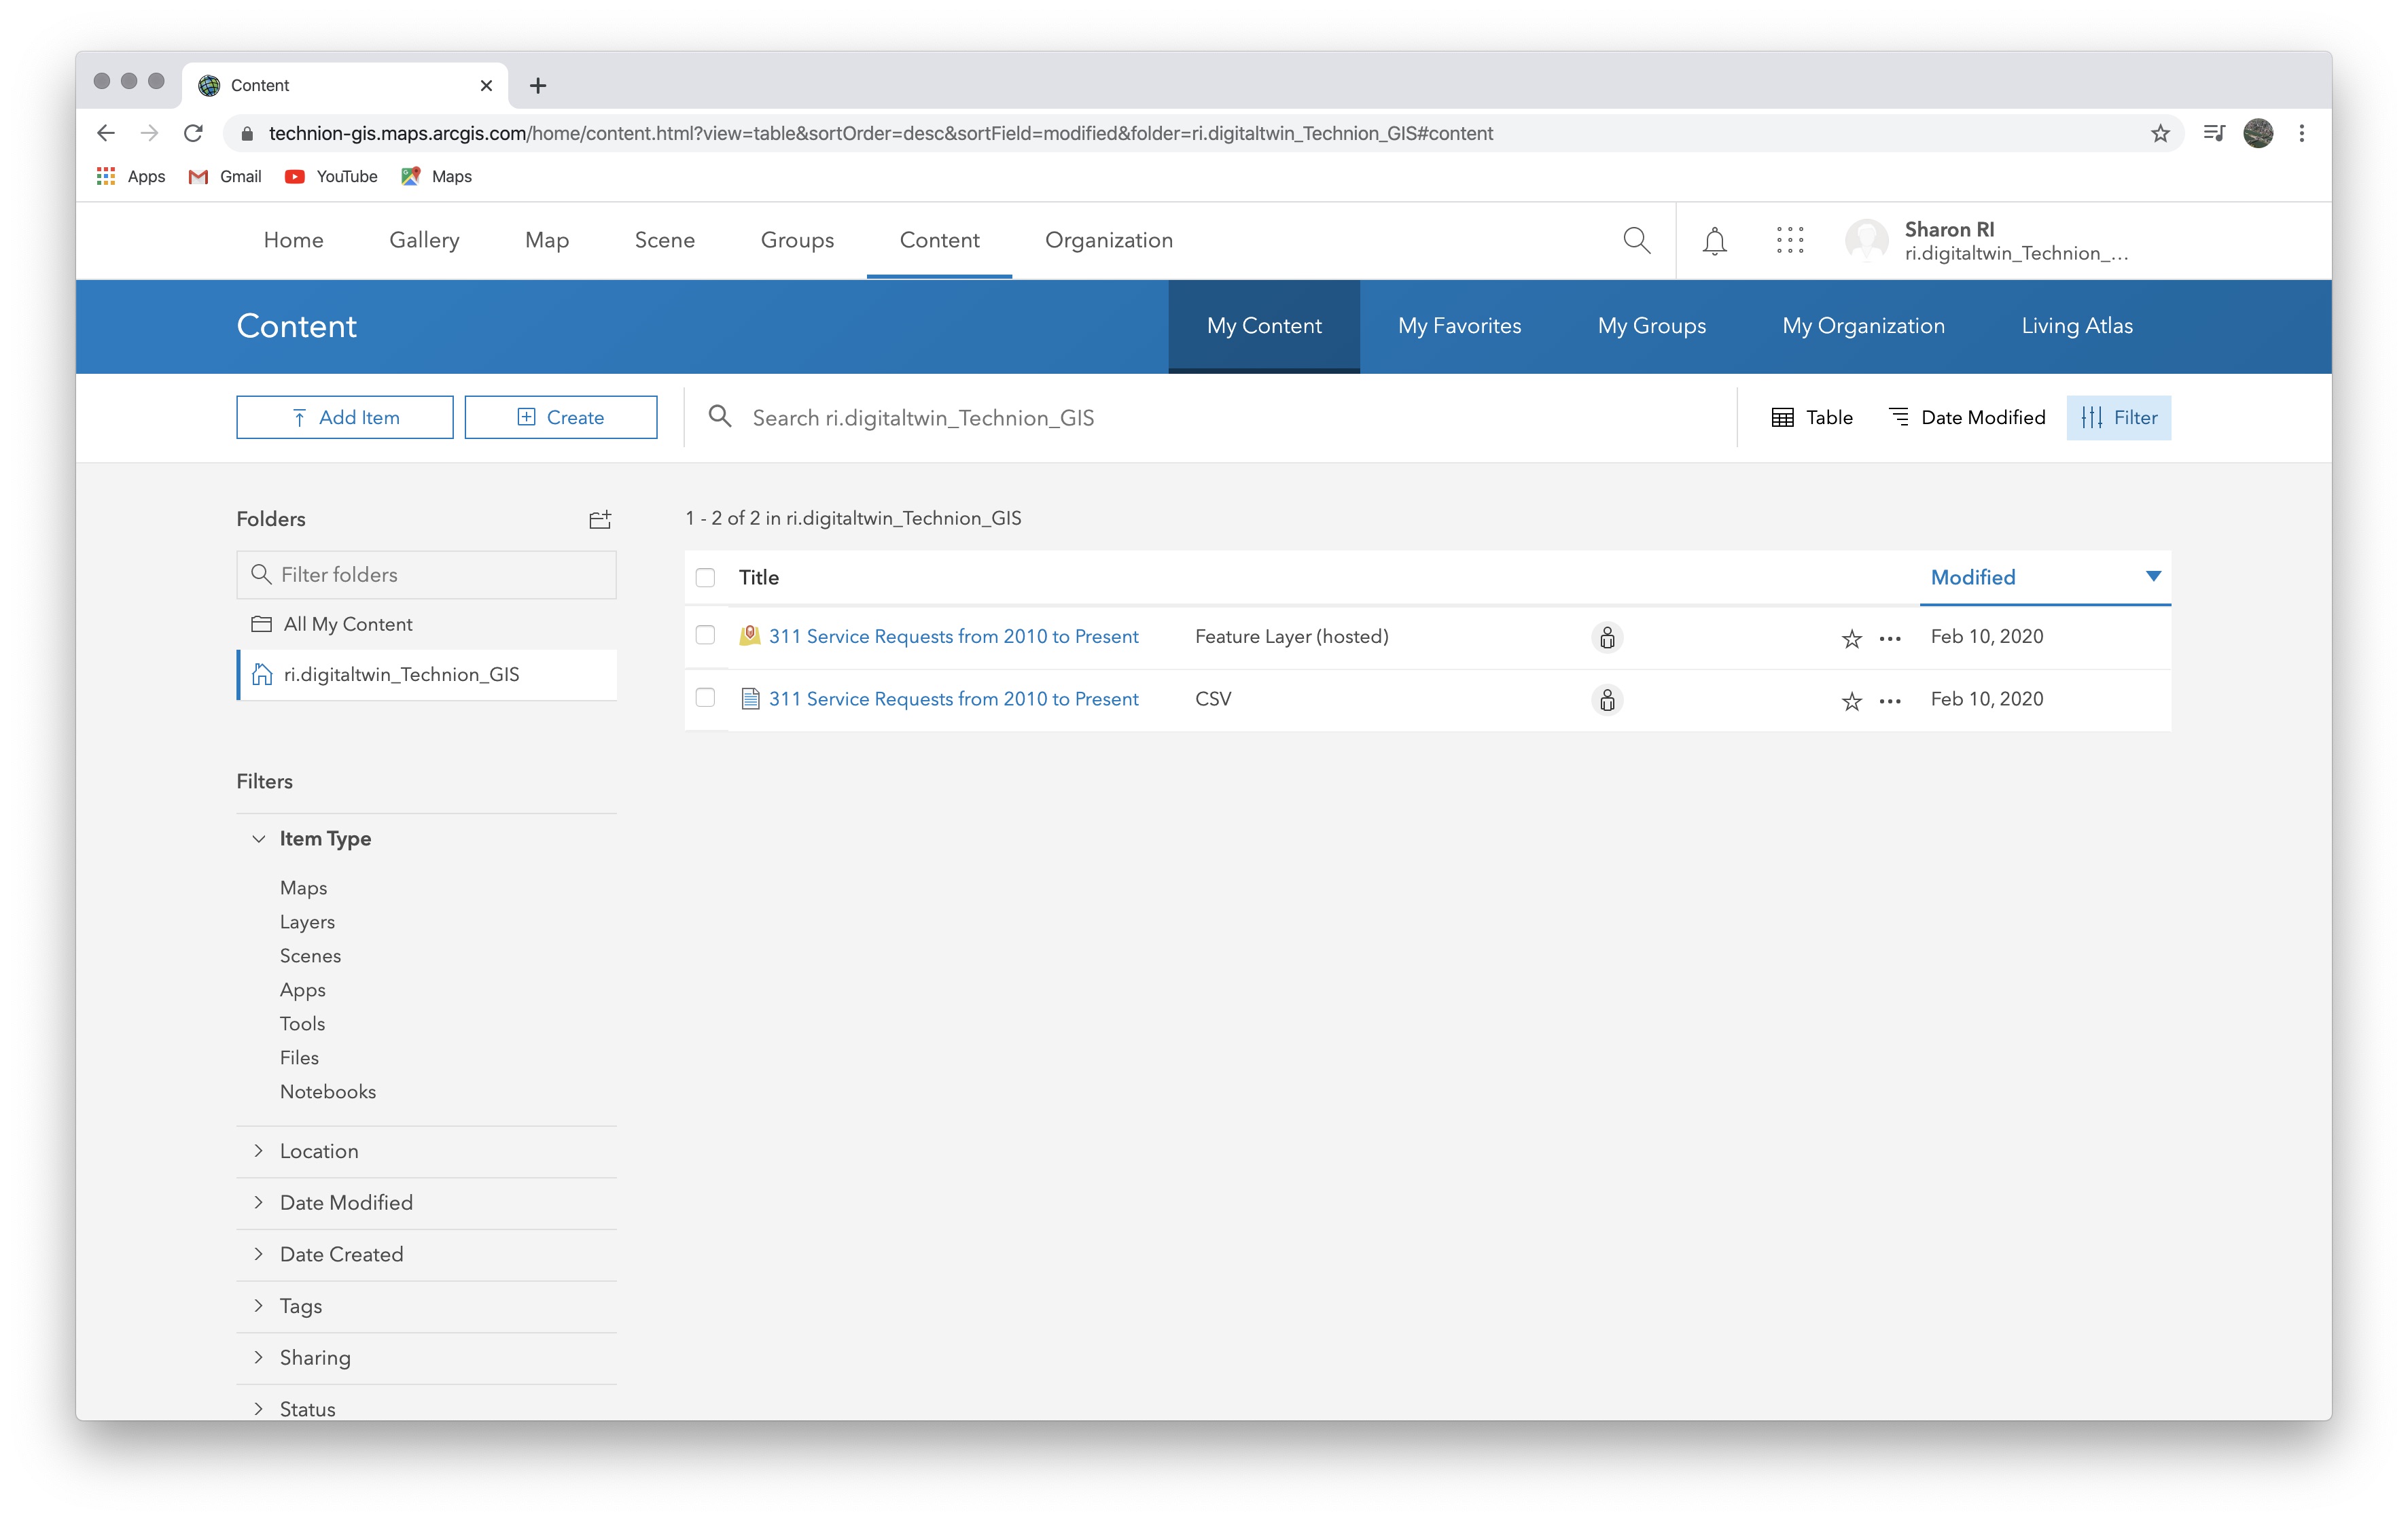 Content
technion-gis.maps.arcgis.com/home/content.html?view=table&sortOrder=desc&sortField=modified&folder=ri.digitaltwin_Technion_GIS#content
Apps Gmail YouTube Maps
Home Gallery Map Scene Groups Content Organization
Sharon RI
ri.digitaltwin_Technion_...
Content My Content My Favorites My Groups My Organization Living Atlas
Add Item Create Search ri.digitaltwin_Technion_GIS Table Date Modified Filter
Folders
Filter folders
All My Content
ri.digitaltwin_Technion_GIS
1 - 2 of 2 in ri.digitaltwin_Technion_GIS
Title Modified
311 Service Requests from 2010 to Present Feature Layer (hosted) Feb 10, 2020
311 Service Requests from 2010 to Present CSV Feb 10, 2020
Filters
Item Type
Maps
Layers
Scenes
Apps
Tools
Files
Notebooks
Location
Date Modified
Date Created
Tags
Sharing
Status